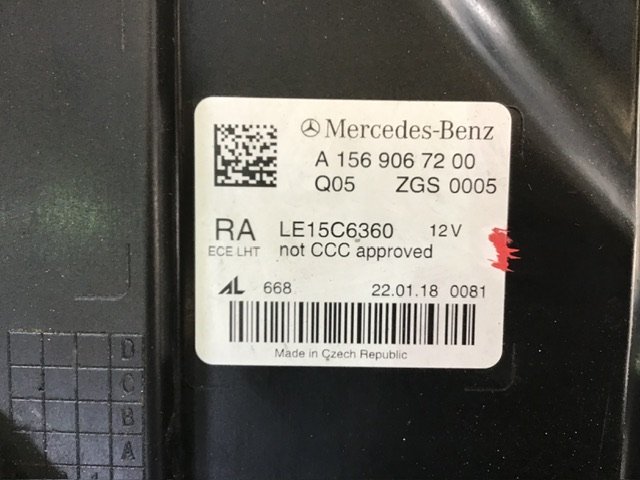 Mercedes-Benz
A 156 906 72 00
Q05 ZGS 0005
RA LE15C6360 12V
ECE LHT not CCC approved
AL 668 22.01.18 0081
Made in Czech Republic
D
C
B
A